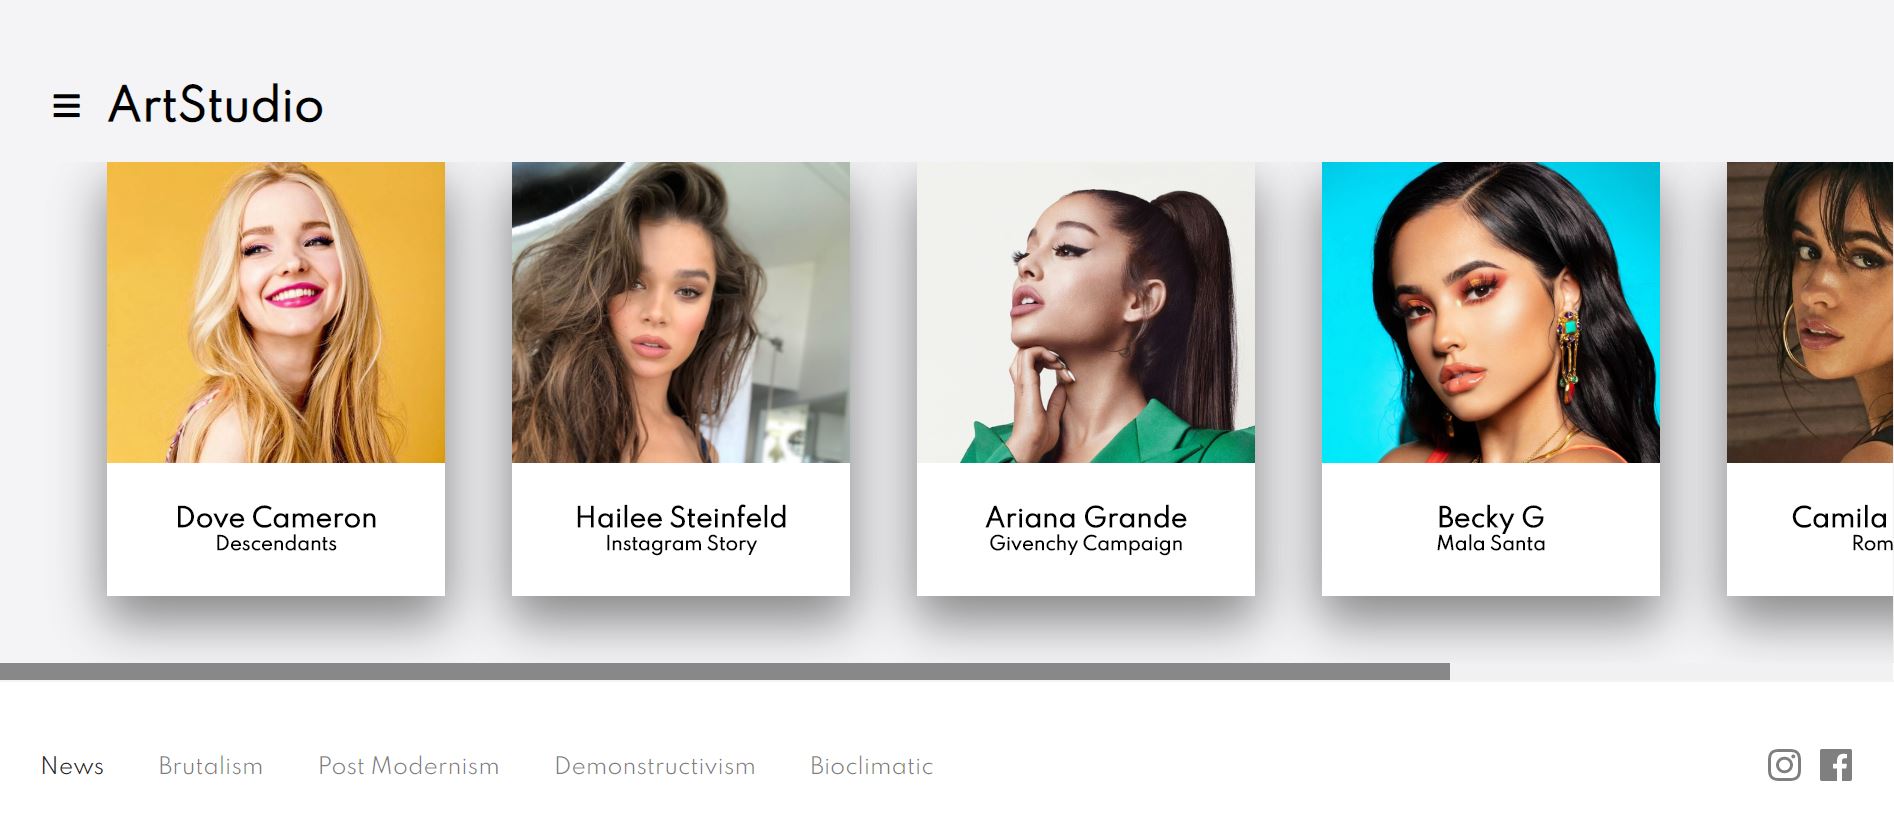 ArtStudio
Dove Cameron
Descendants
Hailee Steinfeld
Instagram Story
Ariana Grande
Givenchy Campaign
Becky G
Mala Santa
Camila
Rom
News Brutalism Post Modernism Demonstructivism Bioclimatic